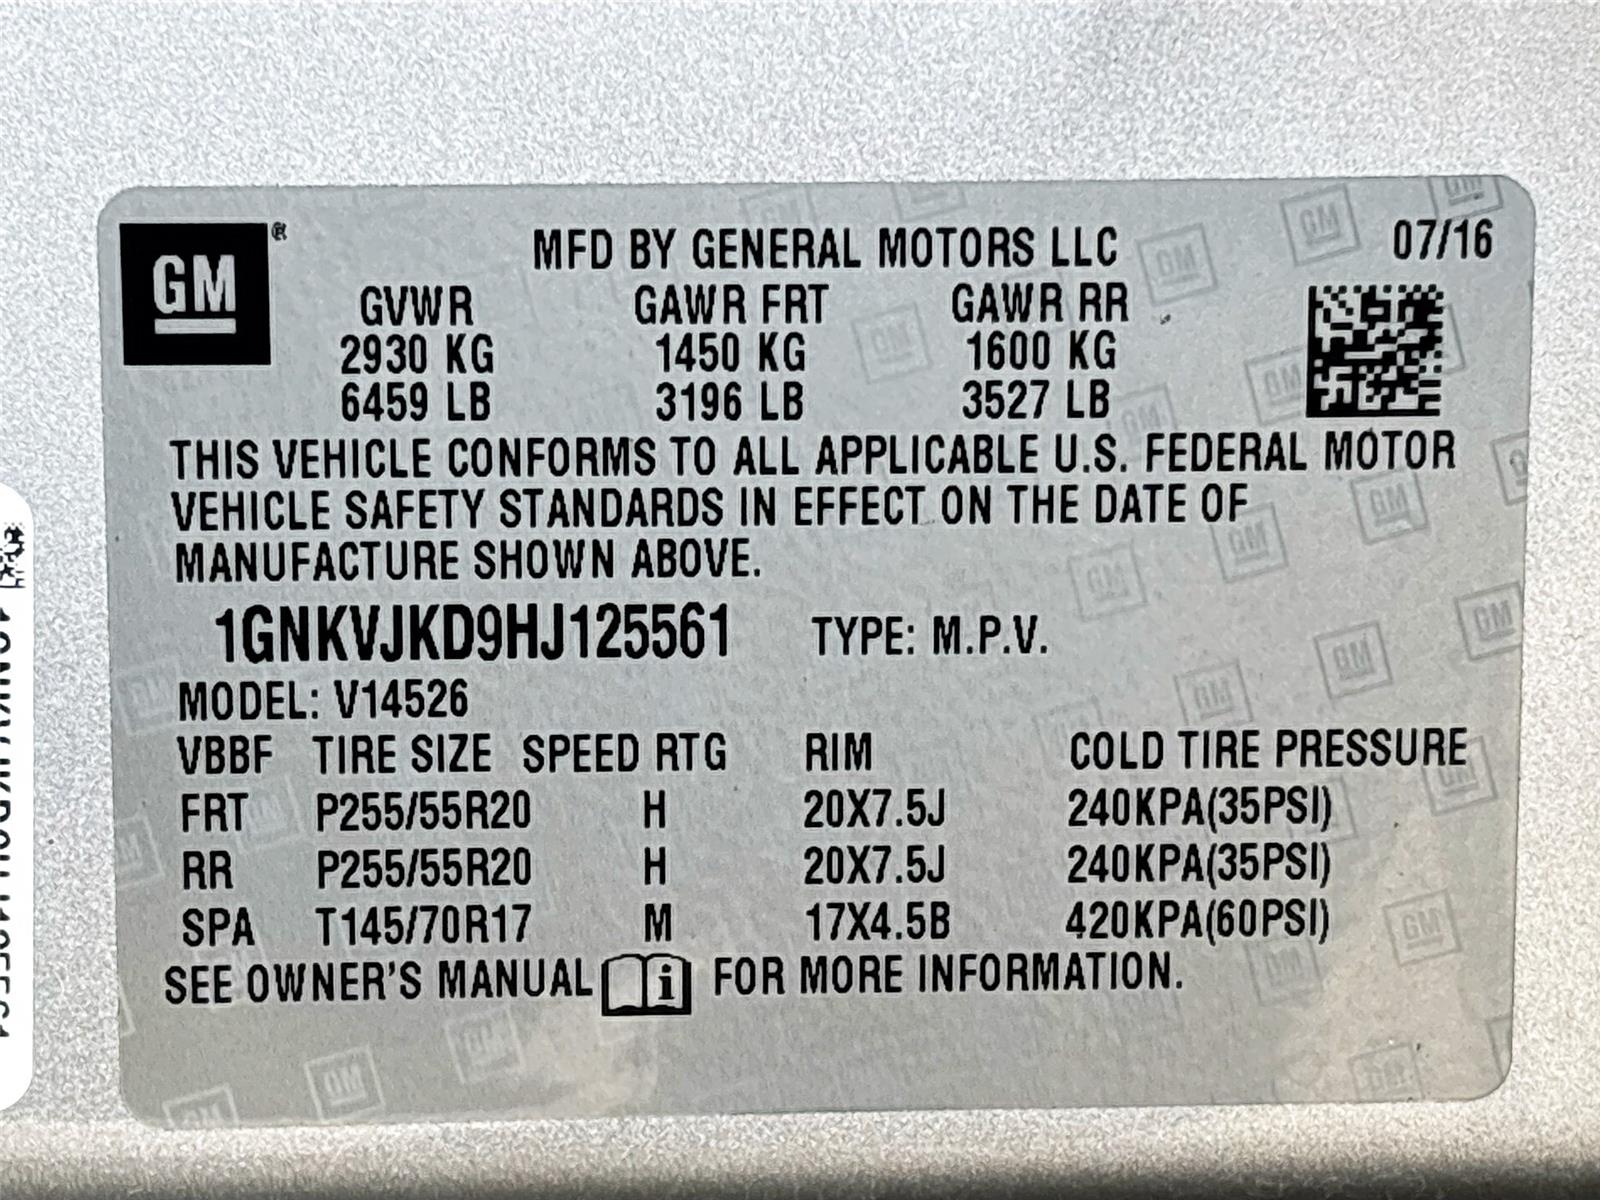 GM ®
MFD BY GENERAL MOTORS LLC 07/16
GVWR GAWR FRT GAWR RR
2930 KG 1450 KG 1600 KG
6459 LB 3196 LB 3527 LB
THIS VEHICLE CONFORMS TO ALL APPLICABLE U.S. FEDERAL MOTOR
VEHICLE SAFETY STANDARDS IN EFFECT ON THE DATE OF
MANUFACTURE SHOWN ABOVE.
1GNKVJKD9HJ125561 TYPE: M.P.V.
MODEL: V14526
VBBF TIRE SIZE SPEED RTG RIM COLD TIRE PRESSURE
FRT P255/55R20 H 20X7.5J 240KPA(35PSI)
RR P255/55R20 H 20X7.5J 240KPA(35PSI)
SPA T145/70R17 M 17X4.5B 420KPA(60PSI)
SEE OWNER'S MANUAL i FOR MORE INFORMATION.